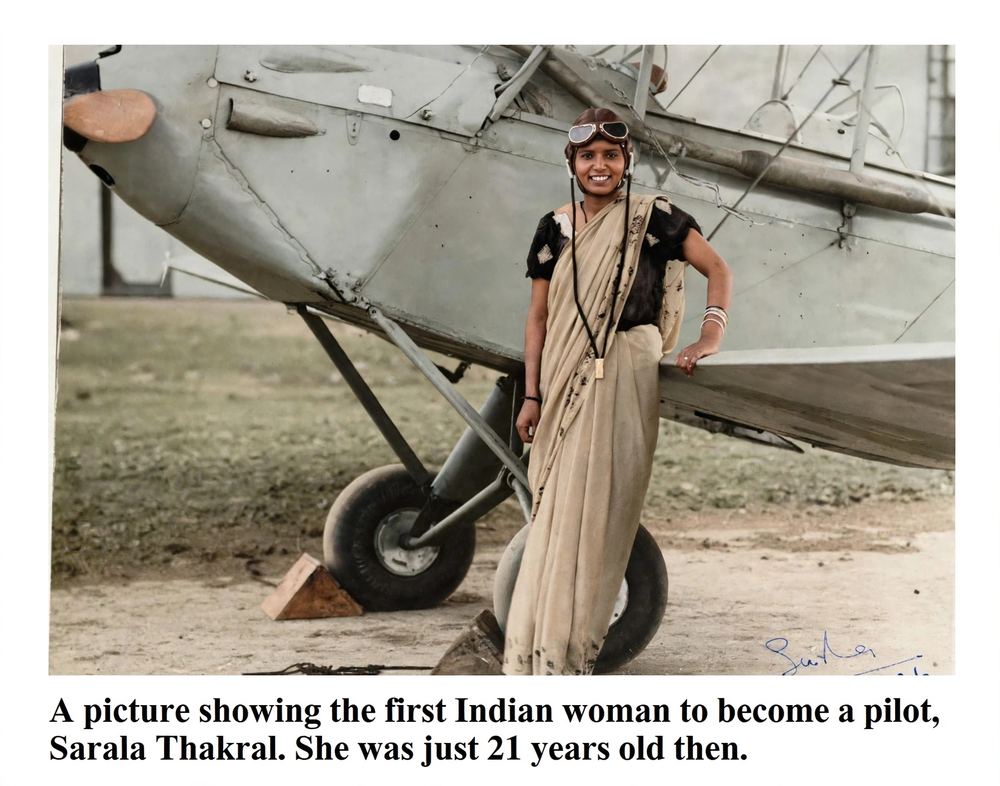 A picture showing the first Indian woman to become a pilot,
Sarala Thakral. She was just 21 years old then.